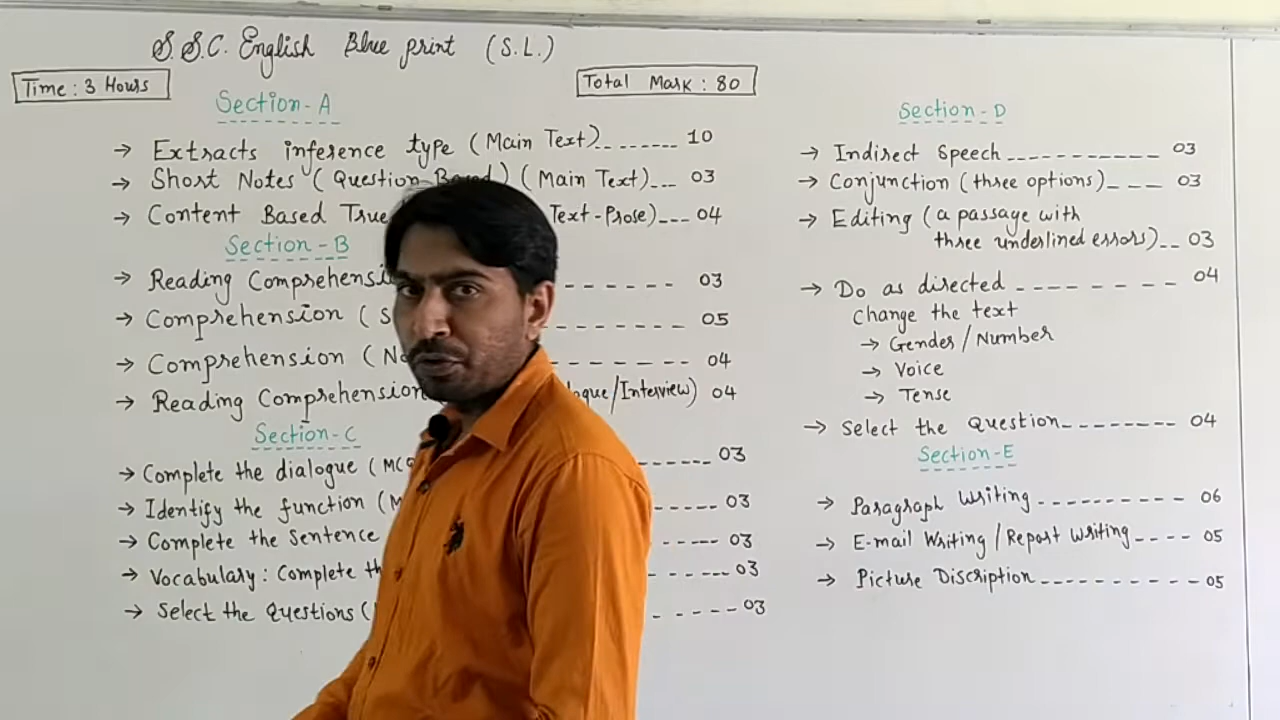 S.S.C. English Blue print (S.L.)
Time: 3 Hours
Total Mark: 80
Section-A
→ Extracts inference type (Main Text)-------- 10
→ Short Notes (Question Based) (Main Text)--- 03
→ Content Based True Text-Prose)--- 04
Section-B
→ Reading Comprehensi ------- 03
→ Comprehension ( ------- 05
→ Comprehension ( ------- 04
→ Reading Comprehension /Interview) 04
Section-C
→ Complete the dialogue (MCQ ----- 03
→ Identify the function ( ----- 03
→ Complete the Sentence ----- 03
→ Vocabulary: Complete th ------ 03
→ Select the Questions ( ------ 03
Section-D
→ Indirect Speech----------- 03
→ Conjunction (three options)---- 03
→ Editing (a passage with
three underlined errors)-- 03
→ Do as directed -------- 04
Change the text
→ Gender/Number
→ Voice
→ Tense
→ Select the Question-------- 04
Section-E
→ Paragraph Writing ---------- 06
→ E-mail Writing/Report Writing---- 05
→ Picture Discription---------- 05